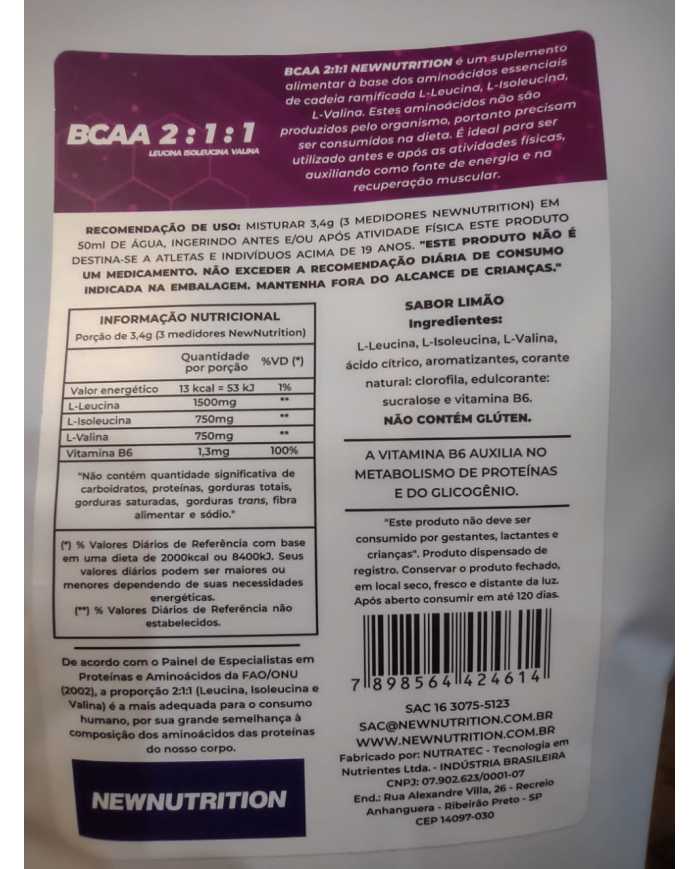 BCAA 2:1:1
LEUCINA ISOLEUCINA VALINA
BCAA 2:1:1 NEWNUTRITION é um suplemento
alimentar à base dos aminoácidos essenciais
de cadeia ramificada L-Leucina, L-Isoleucina,
L-Valina. Estes aminoácidos não são
produzidos pelo organismo, portanto precisam
ser consumidos na dieta. É ideal para ser
utilizado antes e após as atividades físicas,
auxiliando como fonte de energia e na
recuperação muscular.
RECOMENDAÇÃO DE USO: MISTURAR 3,4g (3 MEDIDORES NEWNUTRITION) EM
50ml DE ÁGUA, INGERINDO ANTES E/OU APÓS ATIVIDADE FÍSICA ESTE PRODUTO
DESTINA-SE A ATLETAS E INDIVÍDUOS ACIMA DE 19 ANOS. "ESTE PRODUTO NÃO É
UM MEDICAMENTO. NÃO EXCEDER A RECOMENDAÇÃO DIÁRIA DE CONSUMO
INDICADA NA EMBALAGEM. MANTENHA FORA DO ALCANCE DE CRIANÇAS."
INFORMAÇÃO NUTRICIONAL
Porção de 3,4g (3 medidores NewNutrition)
Quantidade
por porção %VD (*)
Valor energético 13 kcal = 53 kJ 1%
L-Leucina 1500mg **
L-Isoleucina 750mg **
L-Valina 750mg **
Vitamina B6 1,3mg 100%
"Não contém quantidade significativa de
carboidratos, proteínas, gorduras totais,
gorduras saturadas, gorduras trans, fibra
alimentar e sódio."
(*) % Valores Diários de Referência com base
em uma dieta de 2000kcal ou 8400kJ. Seus
valores diários podem ser maiores ou
menores dependendo de suas necessidades
energéticas.
(**) % Valores Diários de Referência não
estabelecidos.
De acordo com o Painel de Especialistas em
Proteínas e Aminoácidos da FAO/ONU
(2002), a proporção 2:1:1 (Leucina, Isoleucina e
Valina) é a mais adequada para o consumo
humano, por sua grande semelhança à
composição dos aminoácidos das proteínas
do nosso corpo.
NEWNUTRITION
SABOR LIMÃO
Ingredientes:
L-Leucina, L-Isoleucina, L-Valina,
ácido cítrico, aromatizantes, corante
natural: clorofila, edulcorante:
sucralose e vitamina B6.
NÃO CONTÉM GLÚTEN.
A VITAMINA B6 AUXILIA NO
METABOLISMO DE PROTEÍNAS
E DO GLICOGÊNIO.
"Este produto não deve ser
consumido por gestantes, lactantes e
crianças". Produto dispensado de
registro. Conservar o produto fechado,
em local seco, fresco e distante da luz.
Após aberto consumir em até 120 dias.
7 898564 424614
SAC 16 3075-5123
SAC@NEWNUTRITION.COM.BR
WWW.NEWNUTRITION.COM.BR
Fabricado por: NUTRATEC - Tecnologia em
Nutrientes Ltda. - INDÚSTRIA BRASILEIRA
CNPJ: 07.902.623/0001-07
End.: Rua Alexandre Villa, 26 - Recreio
Anhanguera - Ribeirão Preto - SP
CEP 14097-030